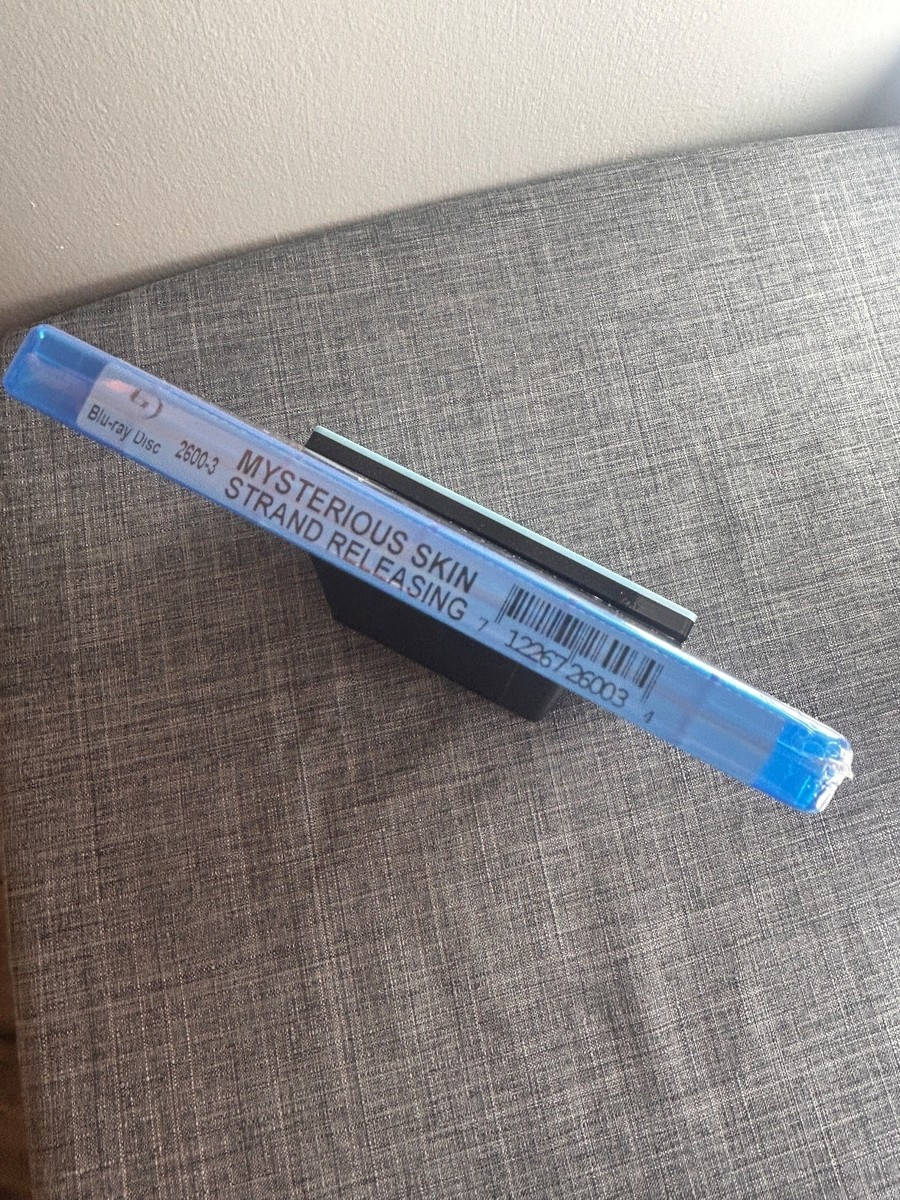 Blu-ray Disc 2600-3
MYSTERIOUS SKIN
STRAND RELEASING
7 12267 26003 4